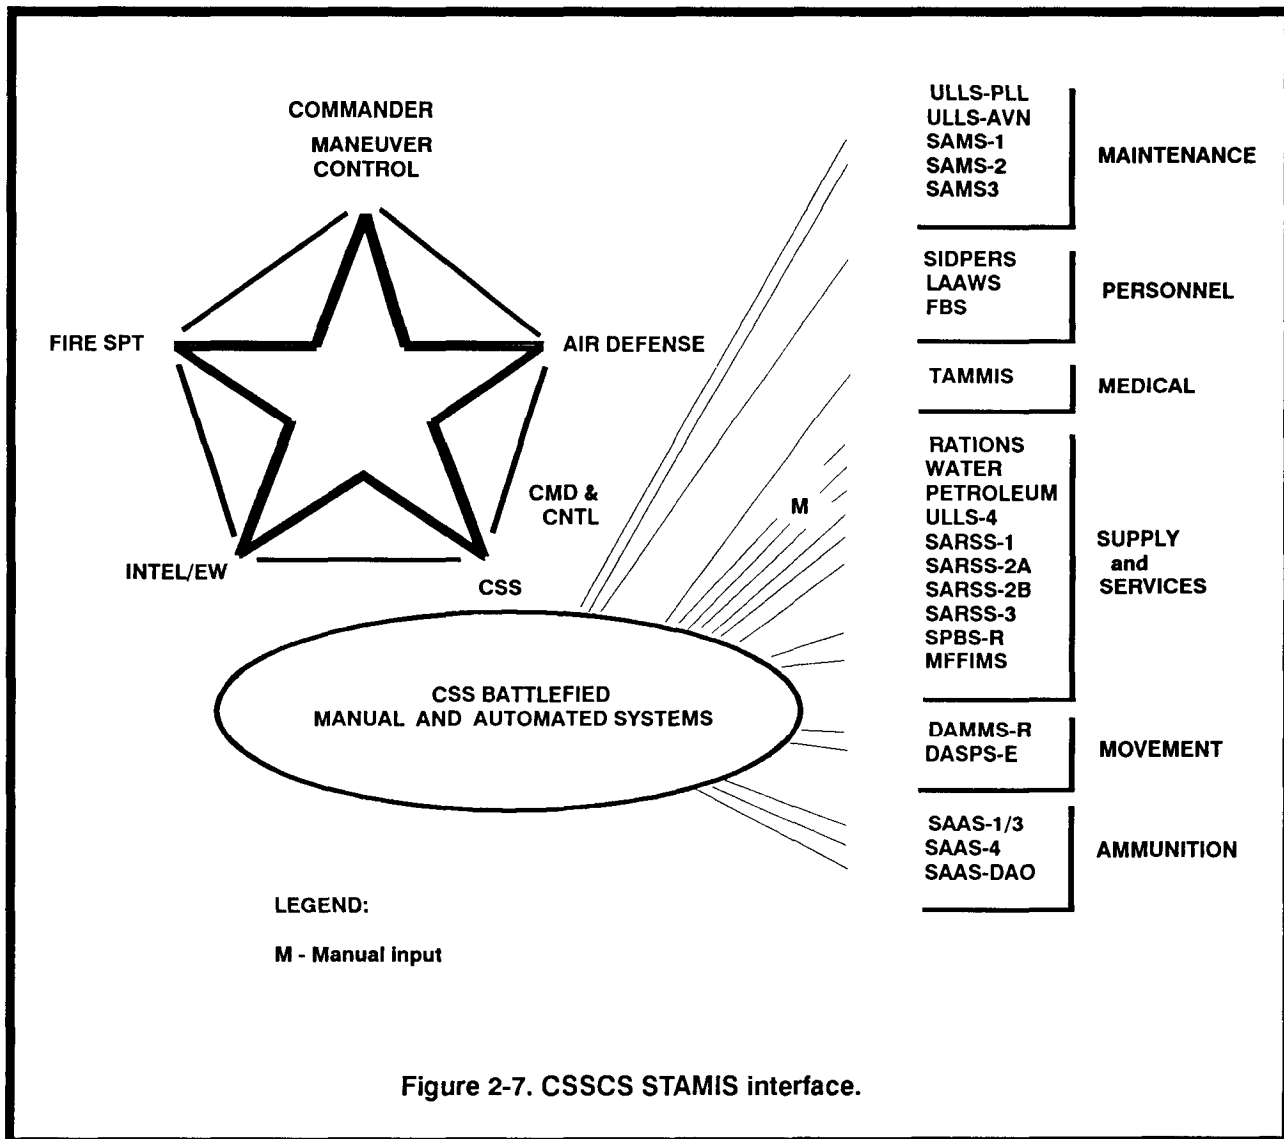 COMMANDER
MANEUVER
CONTROL
FIRE SPT
AIR DEFENSE
CMD &
CNTL
INTEL/EW
CSS
CSS BATTLEFIED
MANUAL AND AUTOMATED SYSTEMS
M
ULLS-PLL
ULLS-AVN
SAMS-1
SAMS-2
SAMS3
MAINTENANCE
SIDPERS
LAAWS
FBS
PERSONNEL
TAMMIS
MEDICAL
RATIONS
WATER
PETROLEUM
ULLS-4
SARSS-1
SARSS-2A
SARSS-2B
SARSS-3
SPBS-R
MFFIMS
SUPPLY
and
SERVICES
DAMMS-R
DASPS-E
MOVEMENT
SAAS-1/3
SAAS-4
SAAS-DAO
AMMUNITION
LEGEND:
M - Manual input
Figure 2-7. CSSCS STAMIS interface.